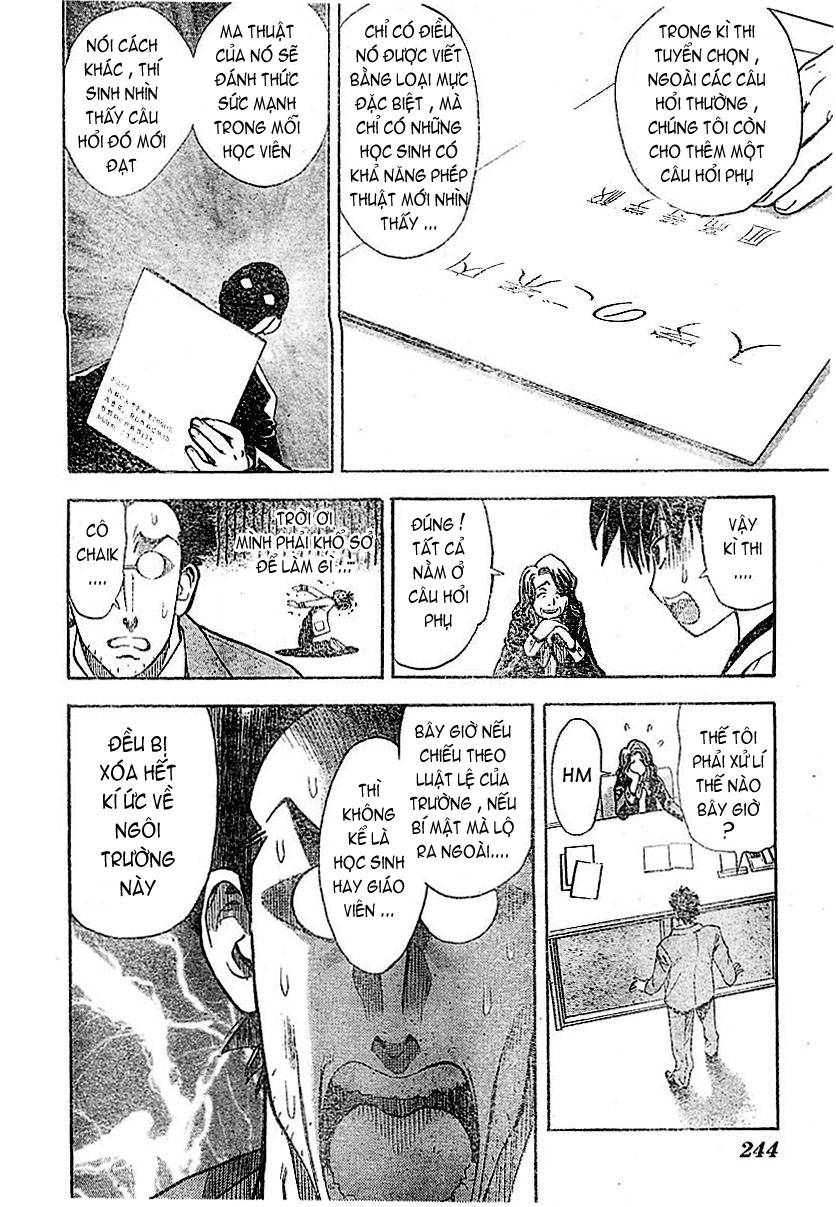 TRONG KÌ THI
TUYỂN CHỌN ,
NGOÀI CÁC CÂU
HỎI THƯỜNG ,
CHÚNG TÔI CÒN
CHO THÊM MỘT
CÂU HỎI PHỤ
CHỈ CÓ ĐIỀU
NÓ ĐƯỢC VIẾT
BẰNG LOẠI MỰC
ĐẶC BIỆT , MÀ
CHỈ CÓ NHỮNG
HỌC SINH CÓ
KHẢ NĂNG PHÉP
THUẬT MỚI NHÌN
THẤY ...
入学のご案内
MA THUẬT
CỦA NÓ SẼ
ĐÁNH THỨC
SỨC MẠNH
TRONG MỖI
HỌC VIÊN
NÓI CÁCH
KHÁC , THÍ
SINH NHÌN
THẤY CÂU
HỎI ĐÓ MỚI
ĐẠT
VẬY
KÌ THI
....
ĐÚNG !
TẤT CẢ
NẰM Ở
CÂU HỎI
PHỤ
TRỜI ƠI
MÌNH PHẢI KHỔ SỞ
ĐỂ LÀM GÌ ...
CÔ
CHAIK
....
THẾ TÔI
PHẢI XỬ LÍ
THẾ NÀO
BÂY GIỜ
?
HM
BÂY GIỜ NẾU
CHIẾU THEO
LUẬT LỆ CỦA
TRƯỜNG , NẾU
BÍ MẬT MÀ LỘ
RA NGOÀI....
THÌ
KHÔNG
KỂ LÀ
HỌC SINH
HAY GIÁO
VIÊN ...
ĐỀU BỊ
XÓA HẾT
KÍ ỨC VỀ
NGÔI
TRƯỜNG
NÀY
244